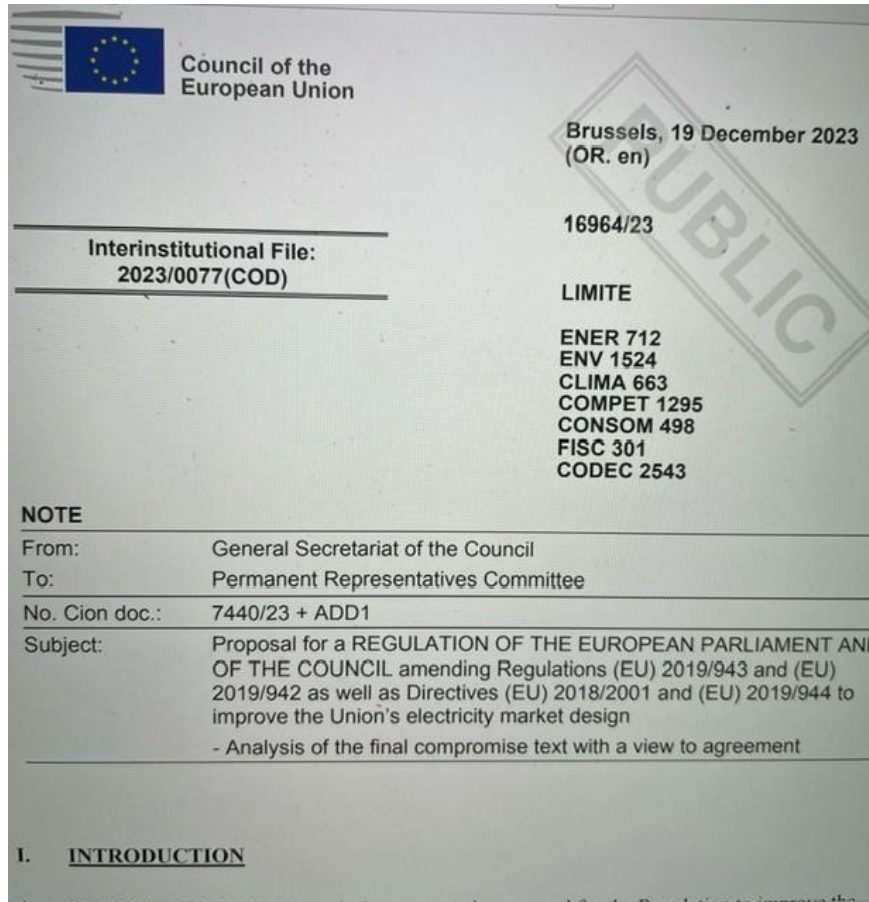 Council of the
European Union
PUBLIC
Brussels, 19 December 2023
(OR. en)
16964/23
Interinstitutional File:
2023/0077(COD)
LIMITE
ENER 712
ENV 1524
CLIMA 663
COMPET 1295
CONSOM 498
FISC 301
CODEC 2543
NOTE
From: General Secretariat of the Council
To: Permanent Representatives Committee
No. Cion doc.: 7440/23 + ADD1
Subject: Proposal for a REGULATION OF THE EUROPEAN PARLIAMENT AN
OF THE COUNCIL amending Regulations (EU) 2019/943 and (EU)
2019/942 as well as Directives (EU) 2018/2001 and (EU) 2019/944 to
improve the Union's electricity market design
- Analysis of the final compromise text with a view to agreement
I. INTRODUCTION